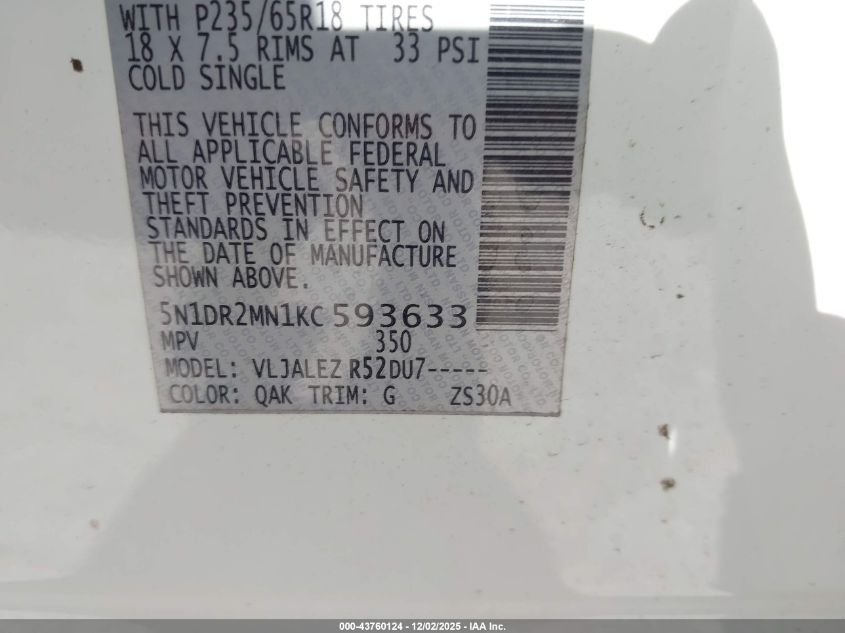 WITH P235/65R18 TIRES
18 X 7.5 RIMS AT 33 PSI
COLD SINGLE
THIS VEHICLE CONFORMS TO
ALL APPLICABLE FEDERAL
MOTOR VEHICLE SAFETY AND
THEFT PREVENTION
STANDARDS IN EFFECT ON
THE DATE OF MANUFACTURE
SHOWN ABOVE.
5N1DR2MN1KC 593633
MPV 350
MODEL: VLJALEZ R52DU7-----
COLOR: QAK TRIM: G ZS30A
000-43760124 - 12/02/2025 - IAA Inc.